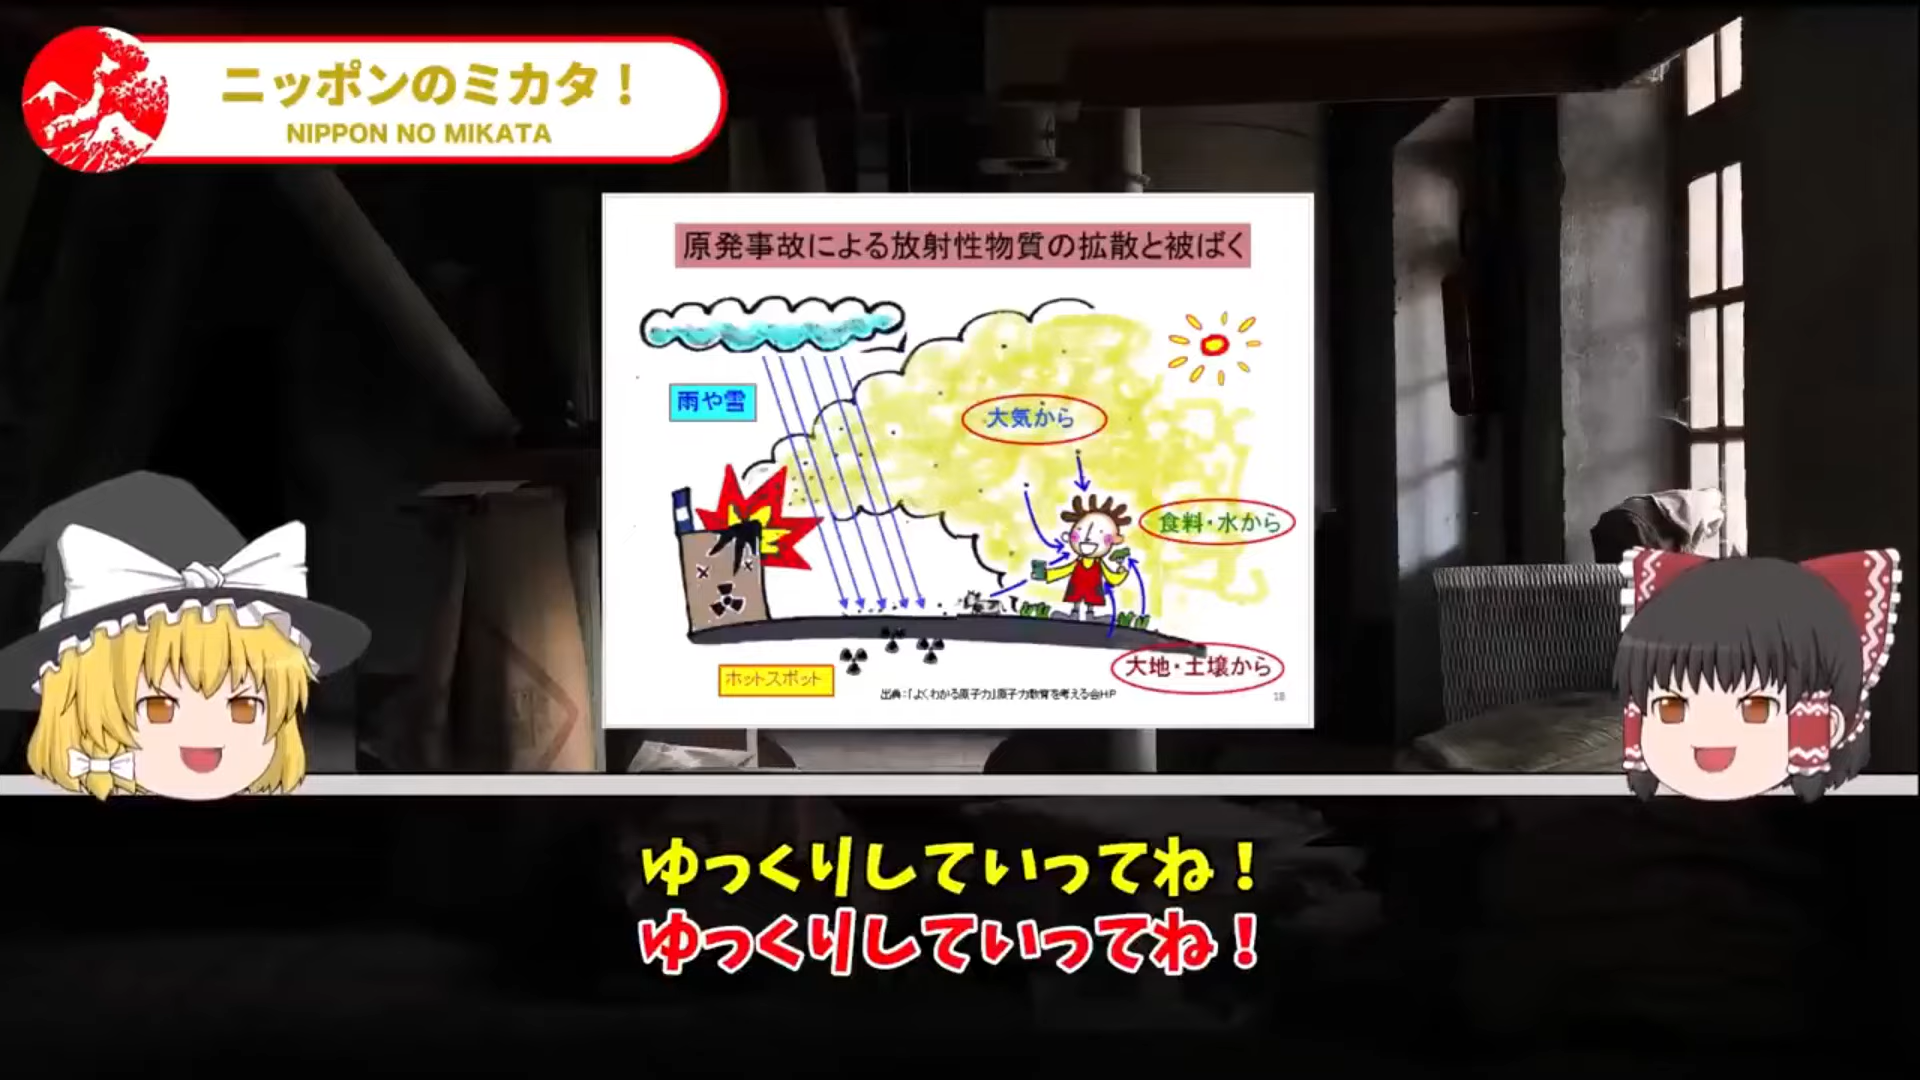 ニッポンのミカタ！
NIPPON NO MIKATA
原発事故による放射性物質の拡散と被ばく
雨や雪
大気から
食料・水から
大地・土壌から
ホットスポット
出典：「よくわかる原子力」原子力教育を考える会HP
18
ゆっくりしていってね！
ゆっくりしていってね！